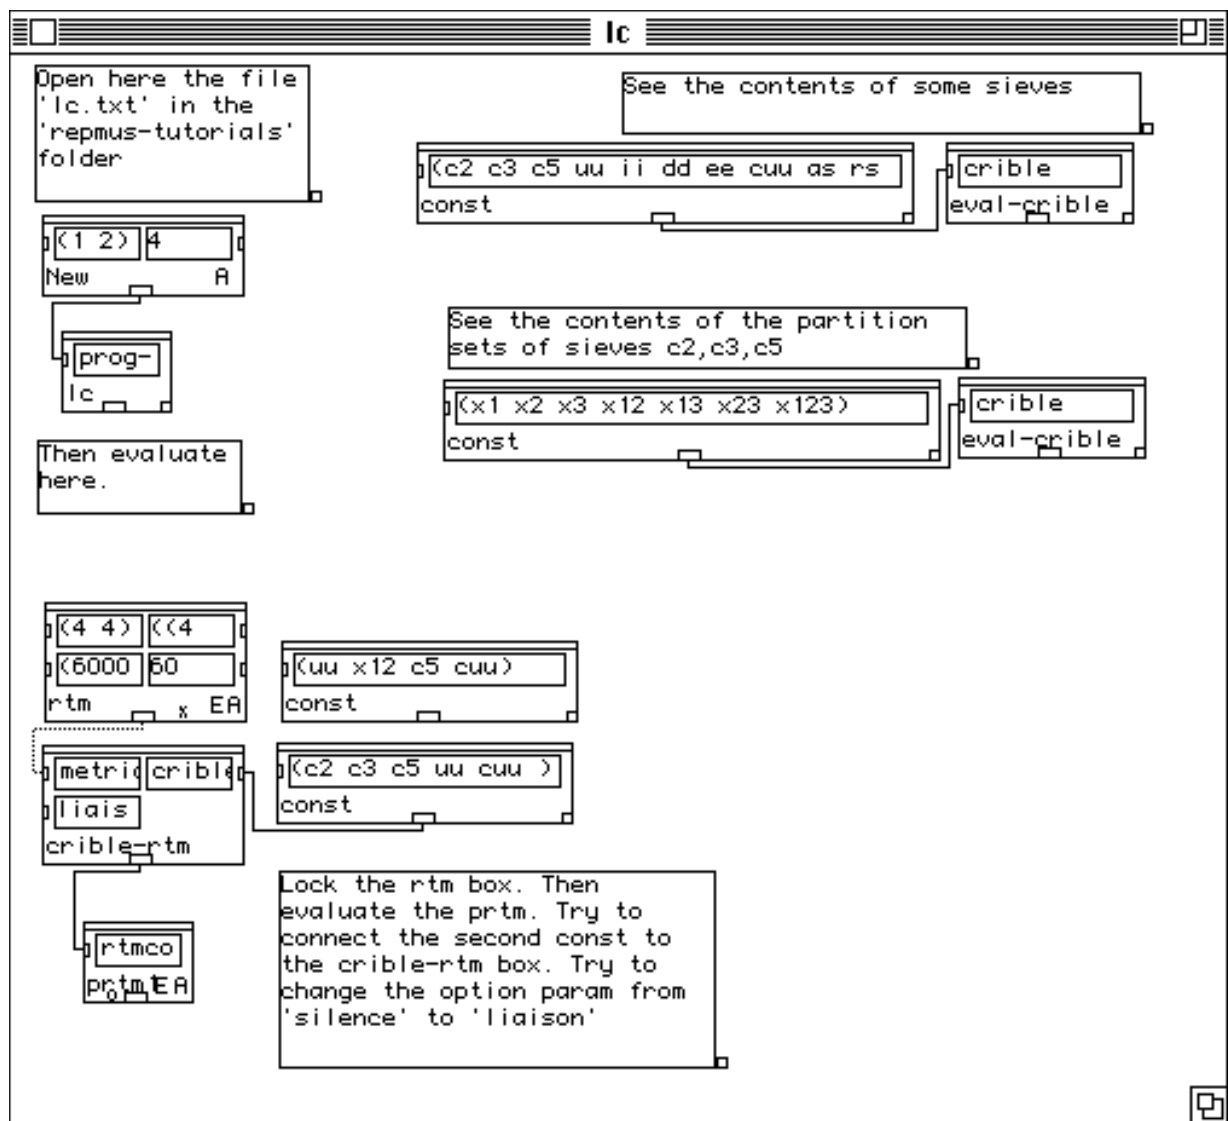 lc
Open here the file
'lc.txt' in the
'repmus-tutorials'
folder
See the contents of some sieves
(c2 c3 c5 uu ii dd ee cuu as rs
const
crible
eval-crible
(1 2) 4
New A
prog-
lc
See the contents of the partition
sets of sieves c2,c3,c5
(x1 x2 x3 x12 x13 x23 x123)
const
crible
eval-crible
Then evaluate
here.
(4 4) ((4
(6000 60
rtm x EA
(uu x12 c5 cuu)
const
metric crible
liais
crible-rtm
(c2 c3 c5 uu cuu )
const
rtmco
prtm EA
Lock the rtm box. Then
evaluate the prtm. Try to
connect the second const to
the crible-rtm box. Try to
change the option param from
'silence' to 'liaison'